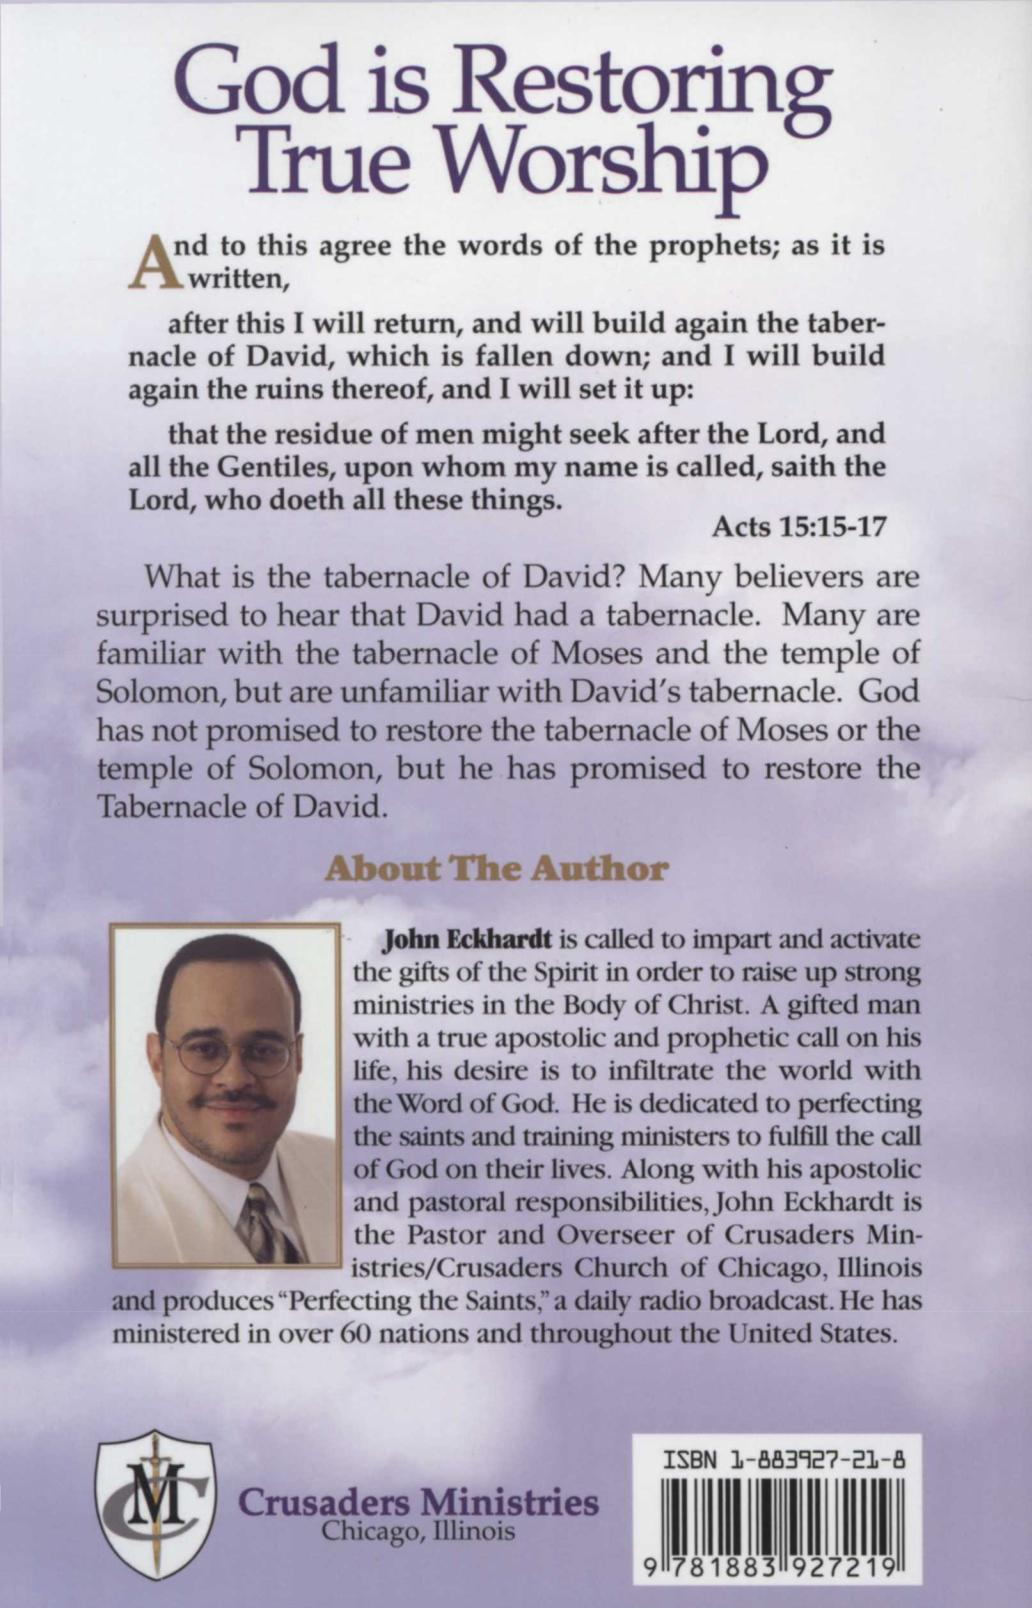 God is Restoring
True Worship
And to this agree the words of the prophets; as it is
written,
after this I will return, and will build again the taber-
nacle of David, which is fallen down; and I will build
again the ruins thereof, and I will set it up:
that the residue of men might seek after the Lord, and
all the Gentiles, upon whom my name is called, saith the
Lord, who doeth all these things.
Acts 15:15-17
What is the tabernacle of David? Many believers are
surprised to hear that David had a tabernacle. Many are
familiar with the tabernacle of Moses and the temple of
Solomon, but are unfamiliar with David's tabernacle. God
has not promised to restore the tabernacle of Moses or the
temple of Solomon, but he has promised to restore the
Tabernacle of David.
About The Author
John Eckhardt is called to impart and activate
the gifts of the Spirit in order to raise up strong
ministries in the Body of Christ. A gifted man
with a true apostolic and prophetic call on his
life, his desire is to infiltrate the world with
the Word of God. He is dedicated to perfecting
the saints and training ministers to fulfill the call
of God on their lives. Along with his apostolic
and pastoral responsibilities, John Eckhardt is
the Pastor and Overseer of Crusaders Min-
istries/Crusaders Church of Chicago, Illinois
and produces “Perfecting the Saints,” a daily radio broadcast. He has
ministered in over 60 nations and throughout the United States.
CM
Crusaders Ministries
Chicago, Illinois
ISBN 1-883927-21-8
9 781883 927219